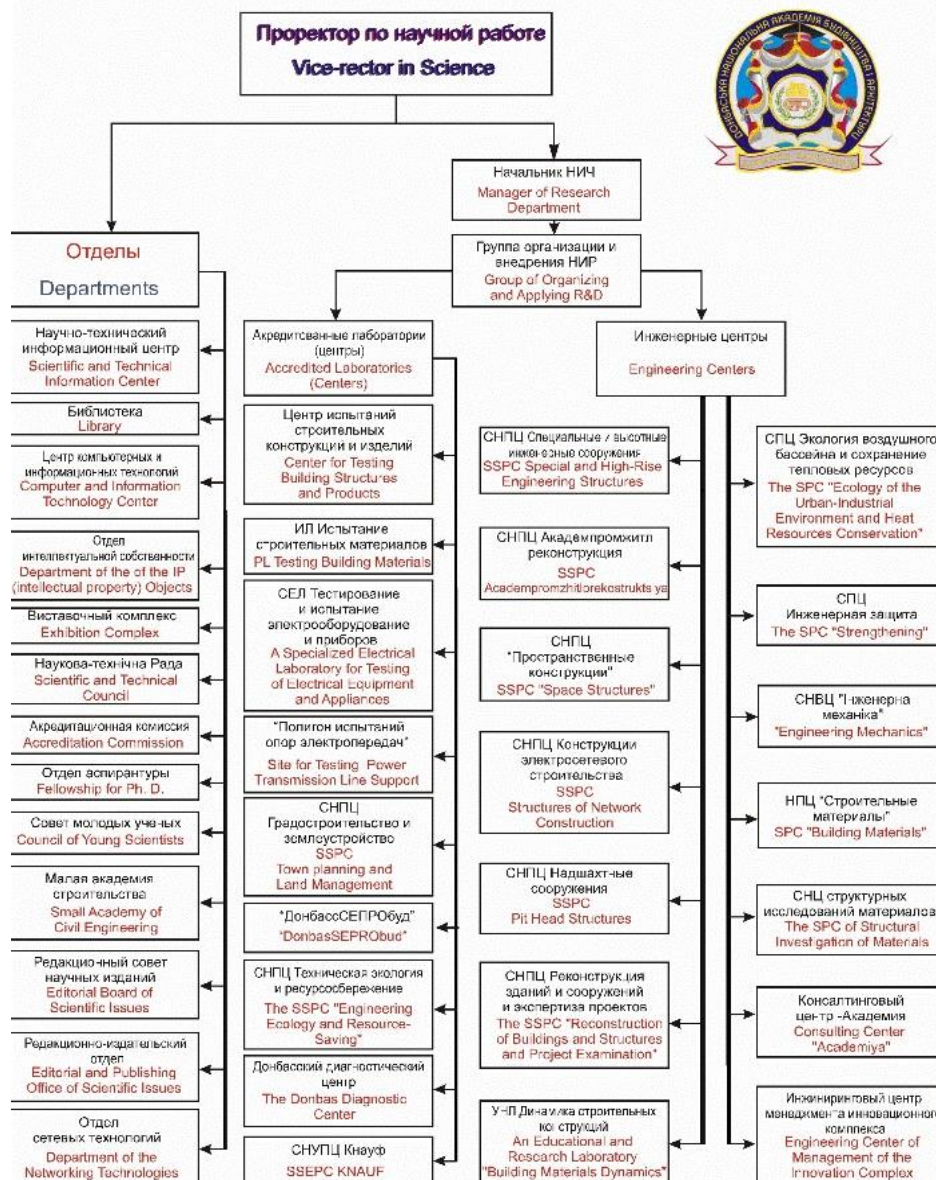 Проректор по научной работе
Vice-rector in Science
ДОНБАСЬКА НАЦІОНАЛЬНА АКАДЕМІЯ БУДІВНИЦТВА І АРХІТЕКТУРИ
Начальник НИЧ
Manager of Research
Department
Группа организации и
внедрения НИР
Group of Organizing
and Applying R&D
Отделы
Departments
Научно-технический
информационный центр
Scientific and Technical
Information Center
Библиотека
Library
Центр компьютерных и
информационных технологий
Computer and Information
Technology Center
Отдел
интеллектуальной собственности
Department of the of the IP
(intellectual property) Objects
Виставочный комплекс
Exhibition Complex
Наукова-технічна Рада
Scientific and Technical
Council
Акредитационная комиссия
Accreditation Commission
Отдел аспирантуры
Fellowship for Ph. D.
Совет молодых ученых
Council of Young Scientists
Малая академия
строительства
Small Academy of
Civil Engineering
Редакционный совет
научных изданий
Editorial Board of
Scientific Issues
Редакционно-издательский
отдел
Editorial and Publishing
Office of Scientific Issues
Отдел
сетевых технологий
Department of the
Networking Technologies
Акредитованные лаборатории
(центры)
Accredited Laboratories
(Centers)
Центр испытаний
строительных
конструкций и изделий
Center for Testing
Building Structures
and Products
ИЛ Испытание
строительных материалов
PL Testing Building Materials
СЕЛ Тестирование
и испытание
электрооборудование
и приборов
A Specialized Electrical
Laboratory for Testing
of Electrical Equipment
and Appliances
"Полигон испытаний
опор электропередач"
Site for Testing Power
Transmission Line Support
СНПЦ
Градостроительство и
землеустройство
SSPC
Town planning and
Land Management
"ДонбассСЕПРОбуд"
"DonbasSEPRObud"
СНПЦ Техническая экология
и ресурсосбережение
The SSPC "Engineering
Ecology and Resource-
Saving"
Донбасский диагностический
центр
The Donbas Diagnostic
Center
СНУПЦ Кнауф
SSEPC KNAUF
Инженерные центры
Engineering Centers
СНПЦ Специальные и высотные
инженерные сооружения
SSPC Special and High-Rise
Engineering Structures
СНПЦ Академпромжитл
реконструкция
SSPC
Academpromzhitlorekostrukts ya
СНПЦ
"Пространственные
конструкции"
SSPC "Space Structures"
СНПЦ Конструкции
электросетевого
строительства
SSPC
Structures of Network
Construction
СНПЦ Надшахтные
сооружения
SSPC
Pit Head Structures
СНПЦ Реконструкция
зданий и сооружений
и экспертиза проектов
The SSPC "Reconstruction
of Buildings and Structures
and Project Examination"
УНЛ Динамика строительных
конструкций
An Educational and
Research Laboratory
"Building Materials Dynamics"
СПЦ Экология воздушного
бассейна и сохранение
тепловых ресурсов
The SPC "Ecology of the
Urban-Industrial
Environment and Heat
Resources Conservation"
СПЦ
Инженерная защита
The SPC "Strengthening"
СНВЦ "Інженерна
механіка"
"Engineering Mechanics"
НПЦ "Строительные
материалы"
SPC "Building Materials"
СНЦ структурных
исследований материалов
The SPC of Structural
Investigation of Materials
Консалтинговый
центр -Академия
Consulting Center
"Academiya"
Инжиниринговый центр
менеджмента инновационного
комплекса
Engineering Center of
Management of the
Innovation Complex